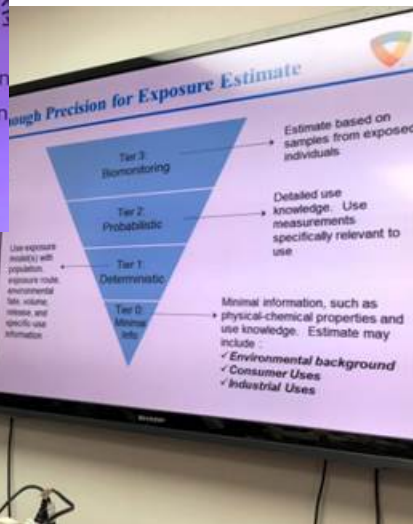 ough Precision for Exposure Estimate
Tier 3:
Biomonitoring
Estimate based on
samples from exposed
individuals
Tier 2:
Probabilistic
Detailed use
knowledge. Use
measurements
specifically relevant to
use
Use exposure
model(s) with
population,
exposure route,
environmental
fate, volume,
release, and
specific use
information
Tier 1:
Deterministic
Tier 0:
Minimal
Info
Minimal information, such as
physical-chemical properties and
use knowledge. Estimate may
include :
✓Environmental background
✓Consumer Uses
✓Industrial Uses
SHARP